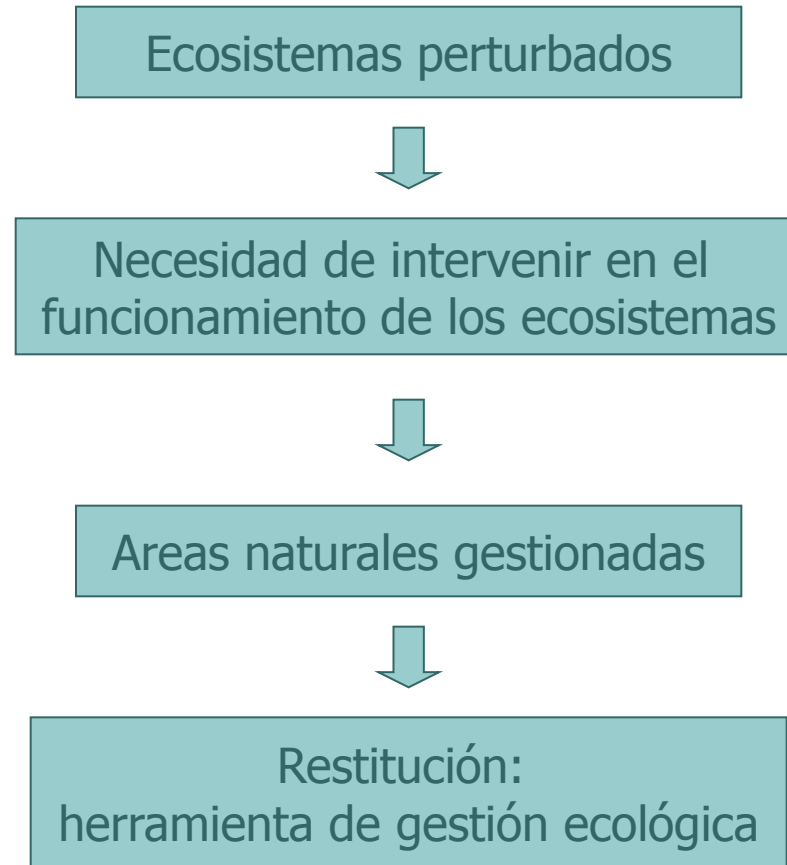 Ecosistemas perturbados
Necesidad de intervenir en el
funcionamiento de los ecosistemas
Areas naturales gestionadas
Restitución:
herramienta de gestión ecológica